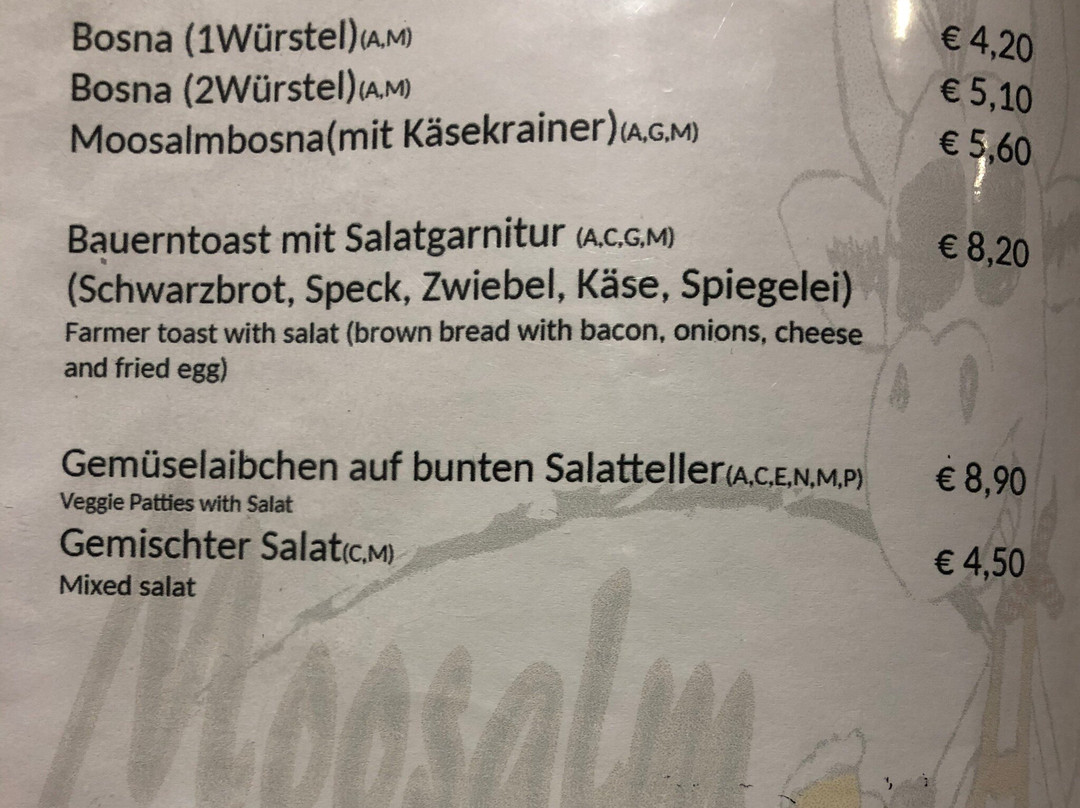 Bosna (1Würstel)(A,M) € 4,20
Bosna (2Würstel)(A,M) € 5,10
Moosalmbosna(mit Käsekrainer)(A,G,M) € 5,60
Bauerntoast mit Salatgarnitur (A,C,G,M) € 8,20
(Schwarzbrot, Speck, Zwiebel, Käse, Spiegelei)
Farmer toast with salat (brown bread with bacon, onions, cheese
and fried egg)
Gemüselaibchen auf bunten Salatteller(A,C,E,N,M,P) € 8,90
Veggie Patties with Salat
Gemischter Salat(C,M) € 4,50
Mixed salat
Moosalm